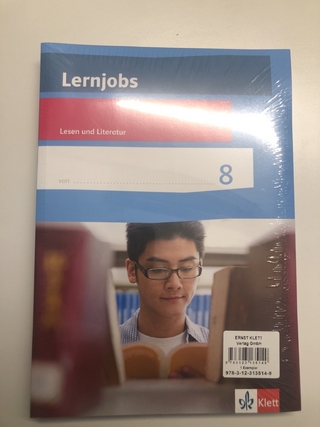 Lernjobs
Lesen und Literatur
8
ERNST KLETT
Verlag GmbH
1 Exemplar
978-3-12-313514-9
Klett